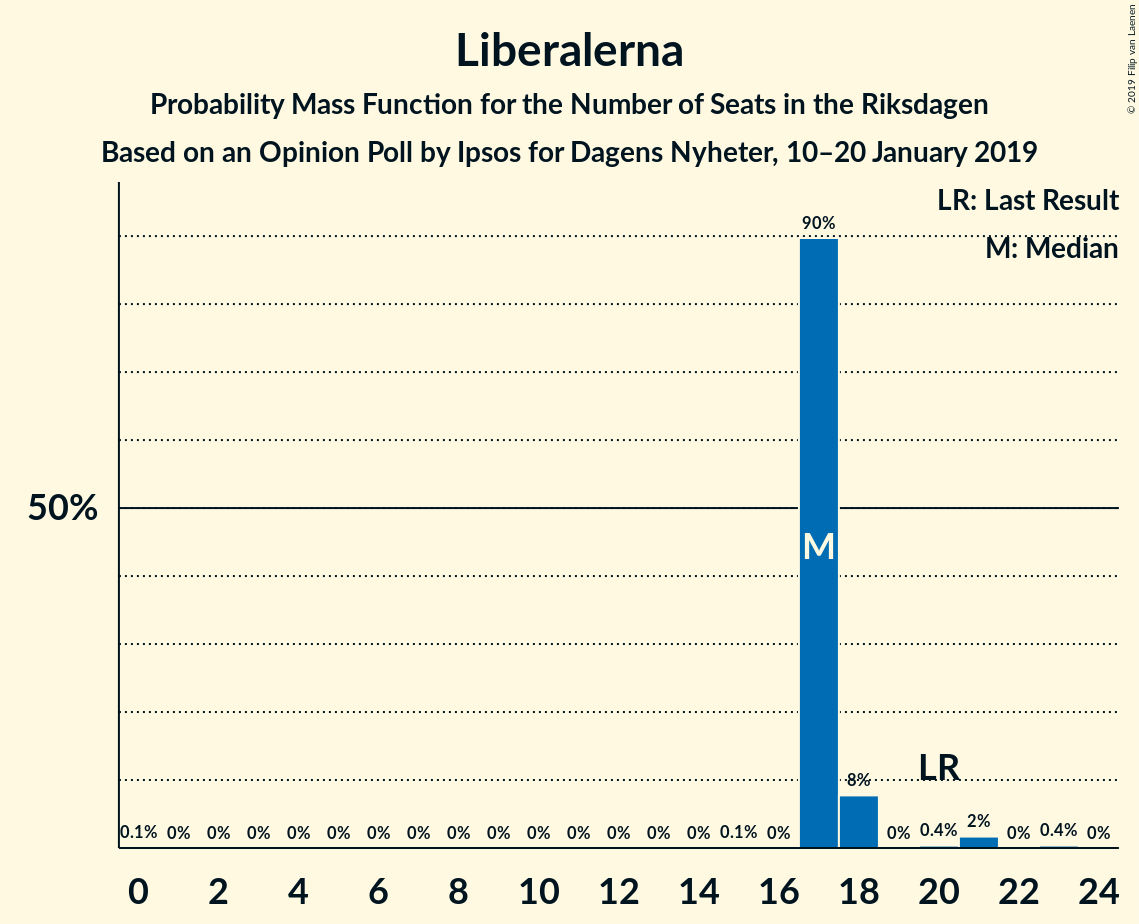 Liberalerna
Probability Mass Function for the Number of Seats in the Riksdagen
Based on an Opinion Poll by Ipsos for Dagens Nyheter, 10–20 January 2019
© 2019 Filip van Laenen
LR: Last Result
M: Median
90%
50%
M
LR
8%
0.1% 0% 0% 0% 0% 0% 0% 0% 0% 0% 0% 0% 0% 0% 0% 0.1% 0% 0% 0.4% 2% 0% 0.4% 0%
0 2 4 6 8 10 12 14 16 18 20 22 24